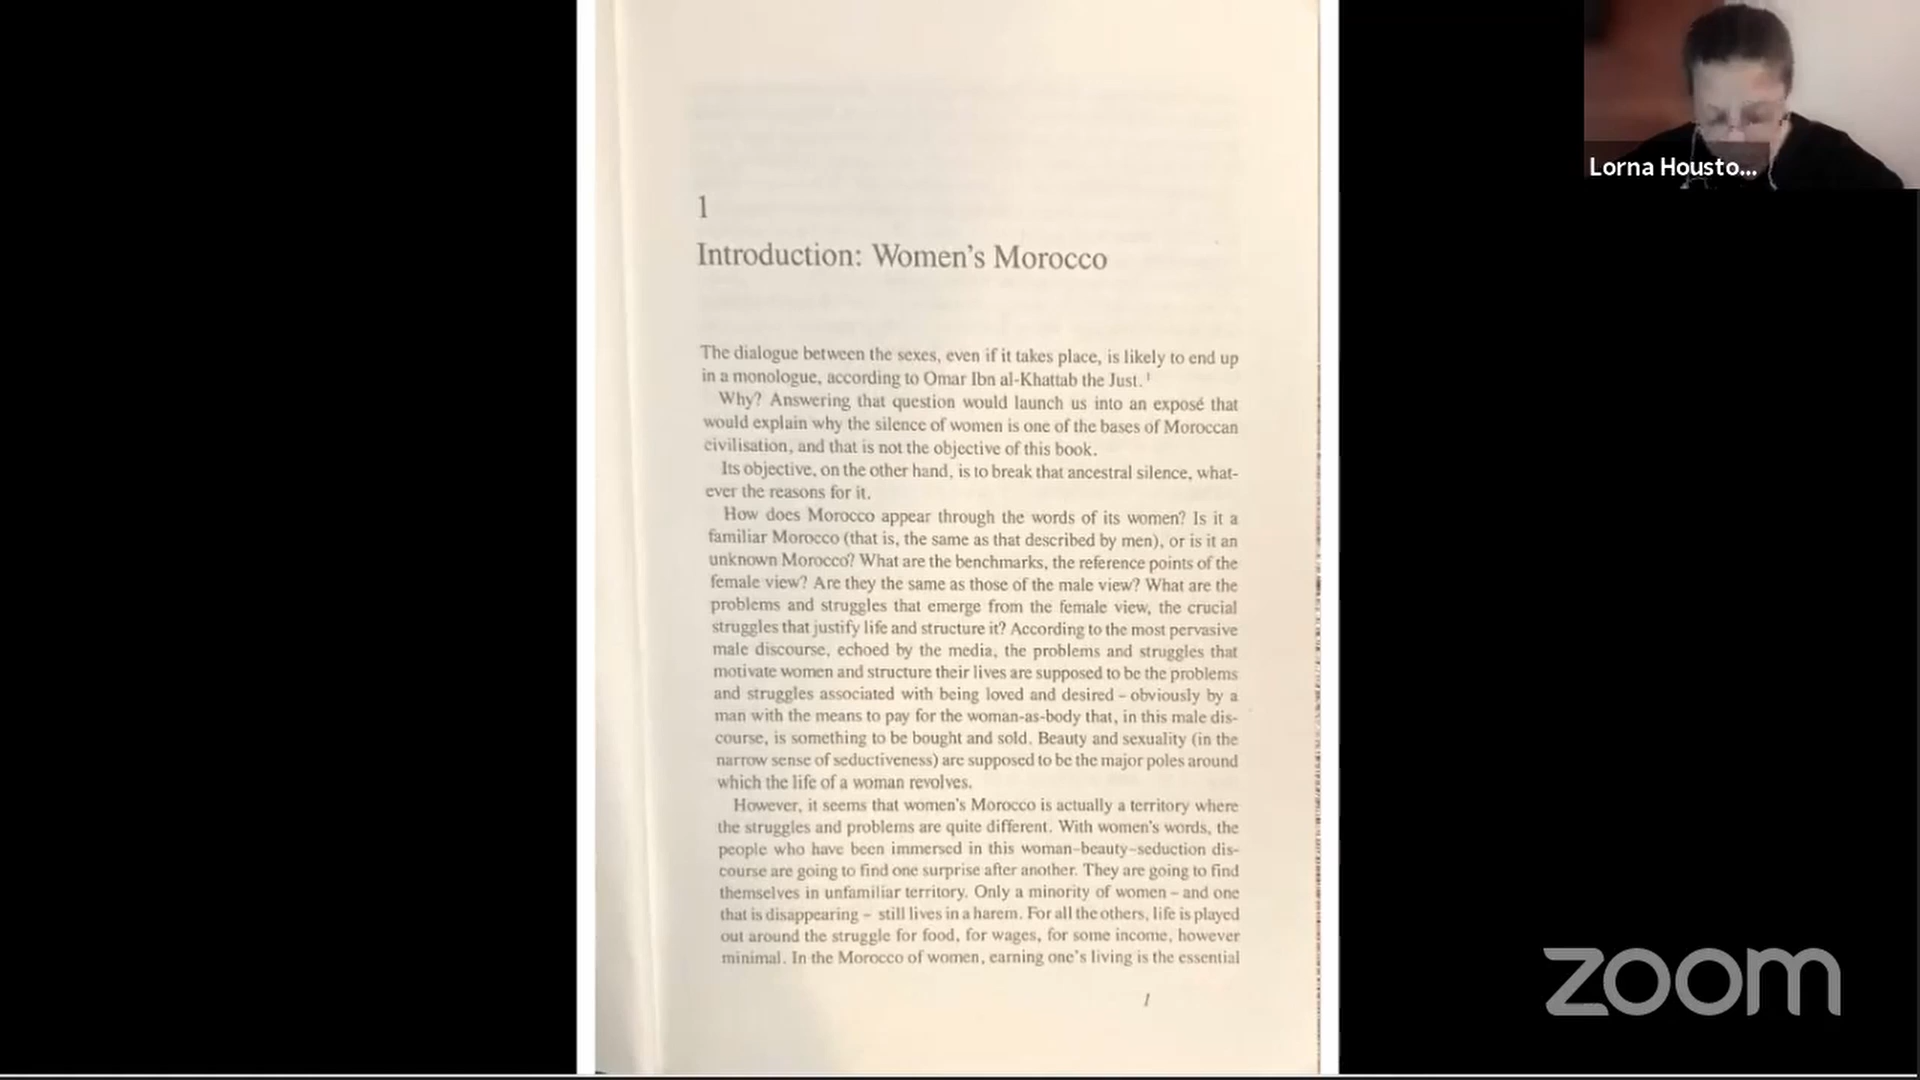 1
Introduction: Women's Morocco
The dialogue between the sexes, even if it takes place, is likely to end up
in a monologue, according to Omar Ibn al-Khattab the Just.¹
Why? Answering that question would launch us into an exposé that
would explain why the silence of women is one of the bases of Moroccan
civilisation, and that is not the objective of this book.
Its objective, on the other hand, is to break that ancestral silence, what-
ever the reasons for it.
How does Morocco appear through the words of its women? Is it a
familiar Morocco (that is, the same as that described by men), or is it an
unknown Morocco? What are the benchmarks, the reference points of the
female view? Are they the same as those of the male view? What are the
problems and struggles that emerge from the female view, the crucial
struggles that justify life and structure it? According to the most pervasive
male discourse, echoed by the media, the problems and struggles that
motivate women and structure their lives are supposed to be the problems
and struggles associated with being loved and desired – obviously by a
man with the means to pay for the woman-as-body that, in this male dis-
course, is something to be bought and sold. Beauty and sexuality (in the
narrow sense of seductiveness) are supposed to be the major poles around
which the life of a woman revolves.
However, it seems that women's Morocco is actually a territory where
the struggles and problems are quite different. With women's words, the
people who have been immersed in this woman–beauty–seduction dis-
course are going to find one surprise after another. They are going to find
themselves in unfamiliar territory. Only a minority of women – and one
that is disappearing – still lives in a harem. For all the others, life is played
out around the struggle for food, for wages, for some income, however
minimal. In the Morocco of women, earning one's living is the essential
1
Lorna Housto...
zoom